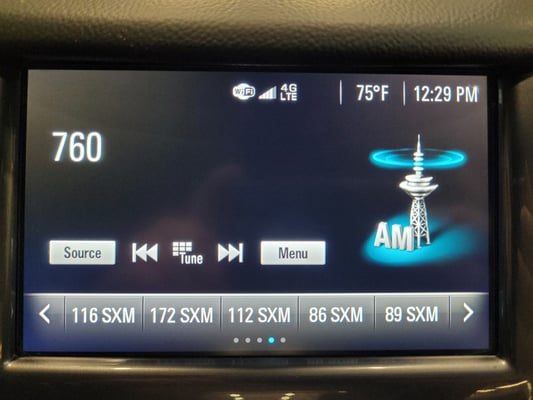 WiFi 4G LTE 75°F 12:29 PM
760
AM
Source Tune Menu
116 SXM 172 SXM 112 SXM 86 SXM 89 SXM